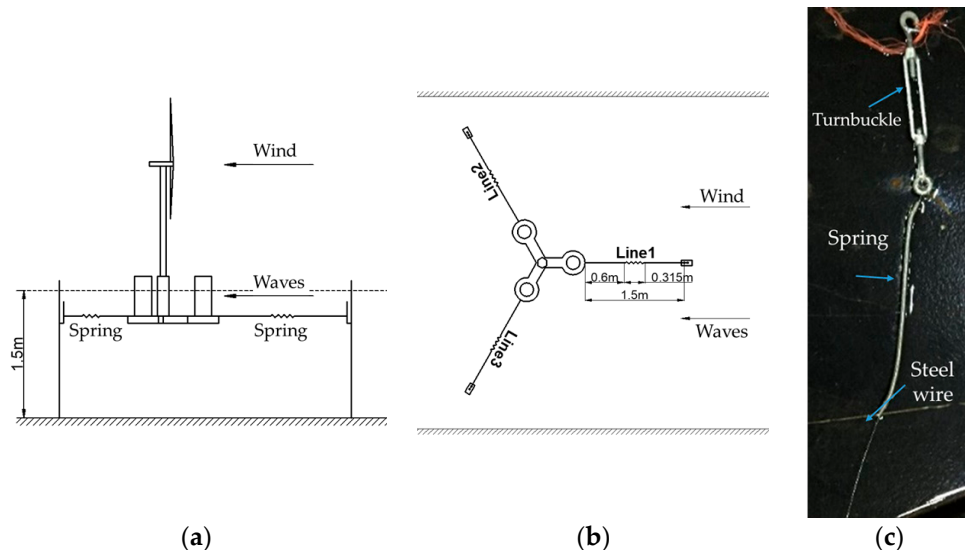 Wind
Waves
Spring
Spring
1.5m
(a)
Line2
Wind
Line1
0.6m
0.315m
1.5m
Waves
Line3
(b)
Turnbuckle
Spring
Steel
wire
(c)